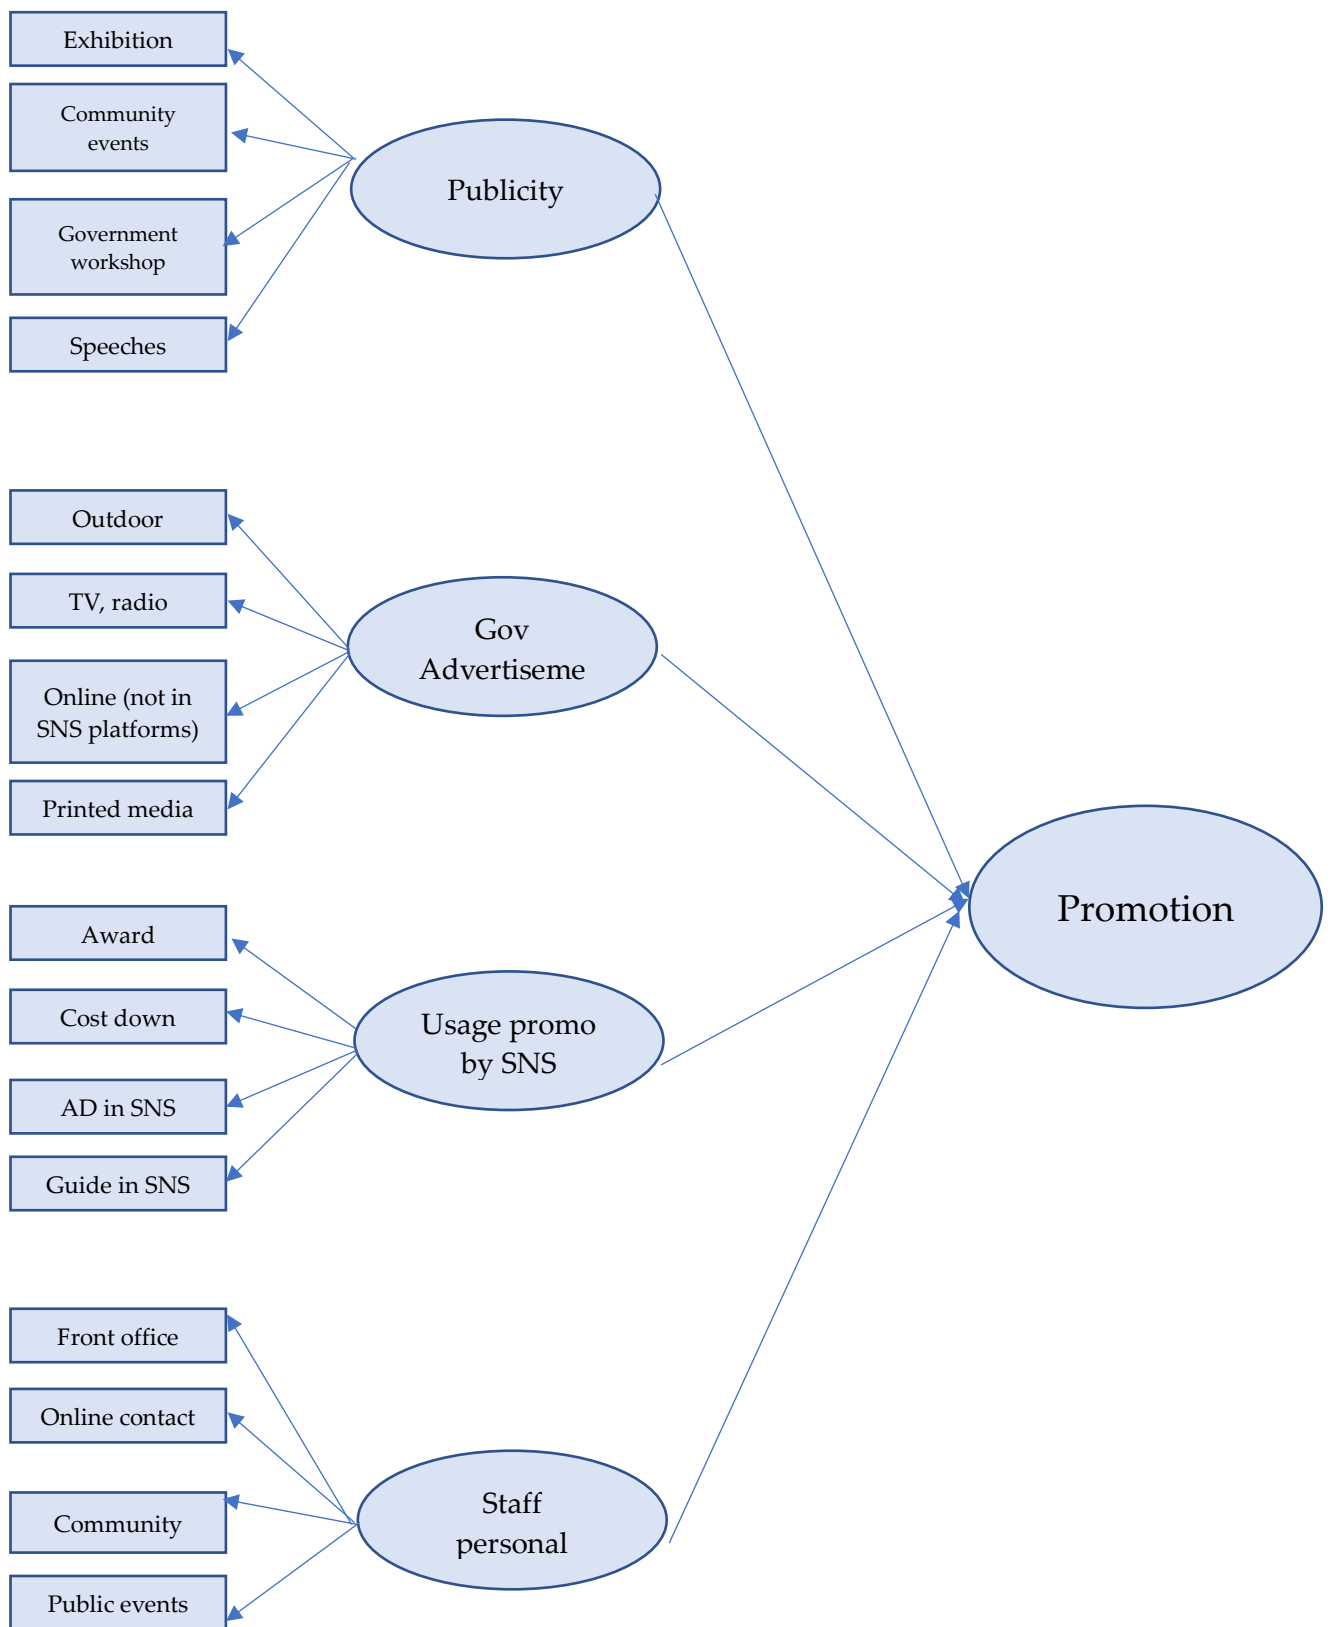 Exhibition
Community
events
Government
workshop
Speeches
Publicity
Outdoor
TV, radio
Online (not in
SNS platforms)
Printed media
Gov
Advertiseme
Award
Cost down
AD in SNS
Guide in SNS
Usage promo
by SNS
Front office
Online contact
Community
Public events
Staff
personal
Promotion